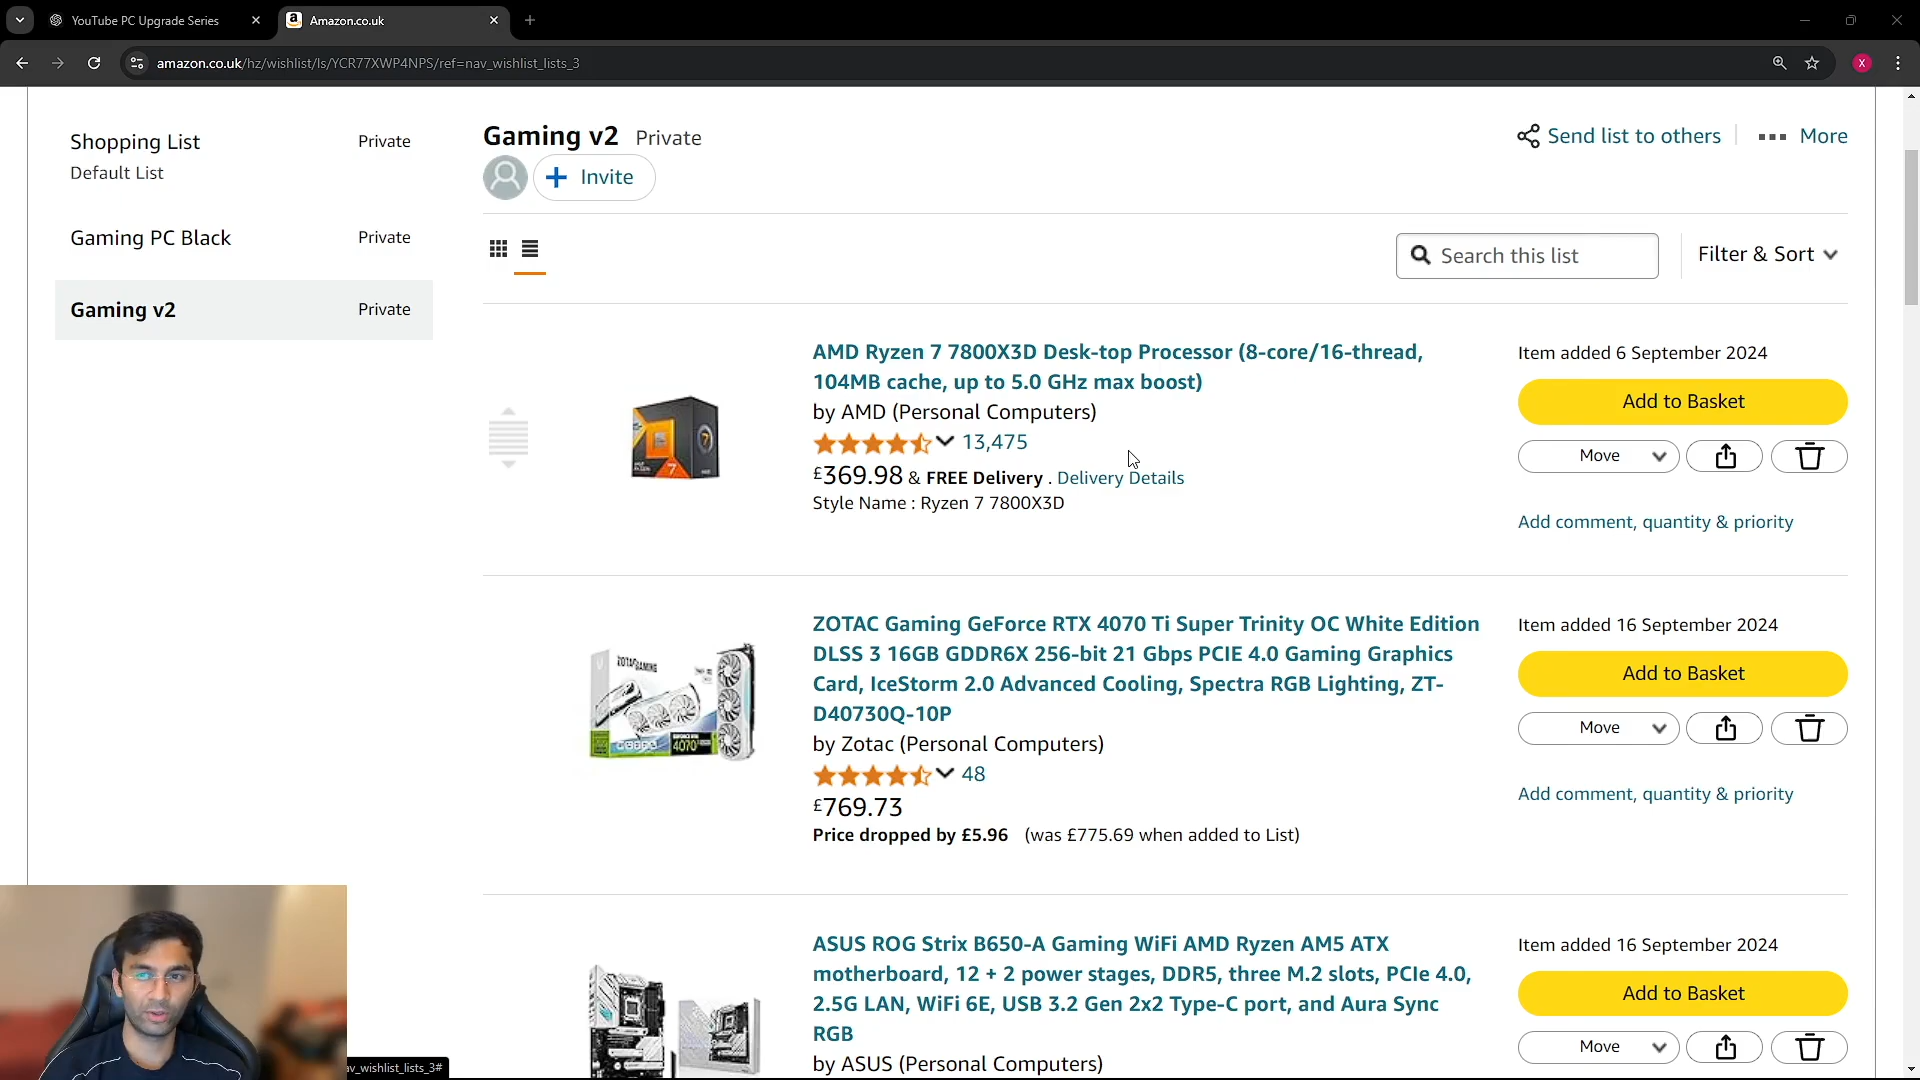 YouTube PC Upgrade Series
Amazon.co.uk
amazon.co.uk/hz/wishlist/ls/YCR77XWP4NPS/ref=nav_wishlist_lists_3
X
Shopping List
Private
Default List
Gaming PC Black
Private
Gaming v2
Private
Gaming v2 Private
Send list to others
More
Invite
Search this list
Filter & Sort
AMD Ryzen 7 7800X3D Desk-top Processor (8-core/16-thread,
104MB cache, up to 5.0 GHz max boost)
by AMD (Personal Computers)
13,475
£369.98 & FREE Delivery . Delivery Details
Style Name : Ryzen 7 7800X3D
Item added 6 September 2024
Add to Basket
Move
Add comment, quantity & priority
ZOTAC Gaming GeForce RTX 4070 Ti Super Trinity OC White Edition
DLSS 3 16GB GDDR6X 256-bit 21 Gbps PCIE 4.0 Gaming Graphics
Card, IceStorm 2.0 Advanced Cooling, Spectra RGB Lighting, ZT-
D40730Q-10P
by Zotac (Personal Computers)
48
£769.73
Price dropped by £5.96 (was £775.69 when added to List)
Item added 16 September 2024
Add to Basket
Move
Add comment, quantity & priority
ASUS ROG Strix B650-A Gaming WiFi AMD Ryzen AM5 ATX
motherboard, 12 + 2 power stages, DDR5, three M.2 slots, PCIe 4.0,
2.5G LAN, WiFi 6E, USB 3.2 Gen 2x2 Type-C port, and Aura Sync
RGB
by ASUS (Personal Computers)
Item added 16 September 2024
Add to Basket
Move
av_wishlist_lists_3#